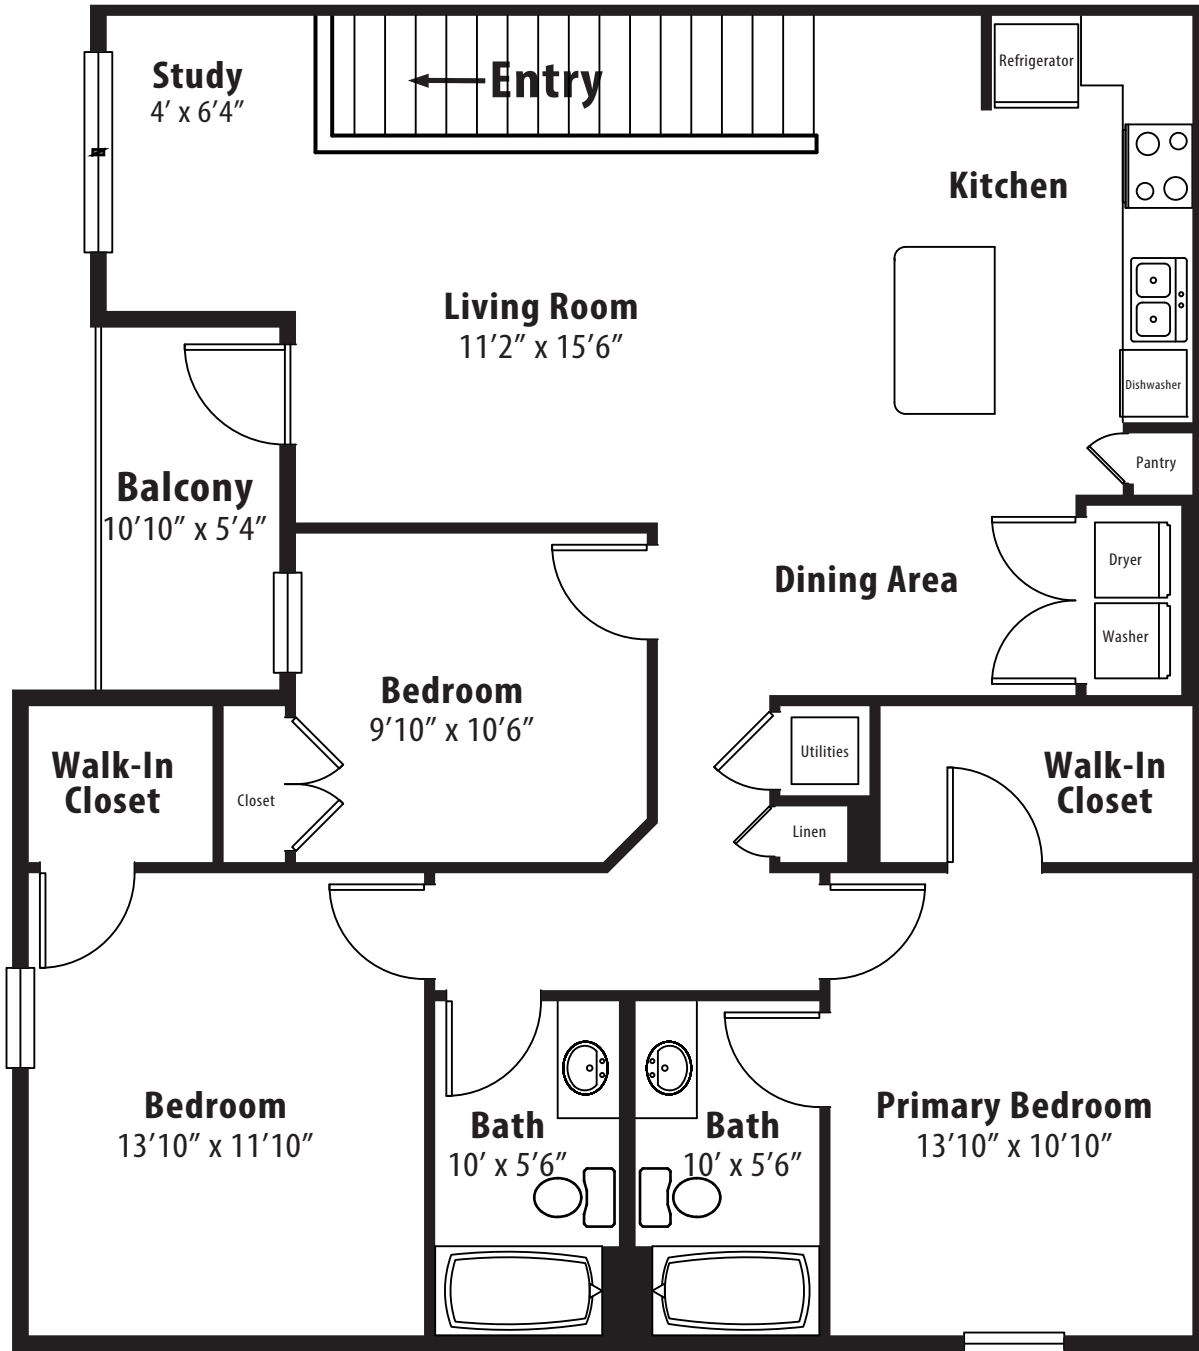 Study
4’ x 6’4”
Entry
Refrigerator
Kitchen
Living Room
11’2” x 15’6”
Dishwasher
Pantry
Balcony
10’10” x 5’4”
Dryer
Dining Area
Washer
Bedroom
9’10” x 10’6”
Walk-In
Closet
Closet
Utilities
Linen
Walk-In
Closet
Bedroom
13’10” x 11’10”
Bath
10’ x 5’6”
Bath
10’ x 5’6”
Primary Bedroom
13’10” x 10’10”